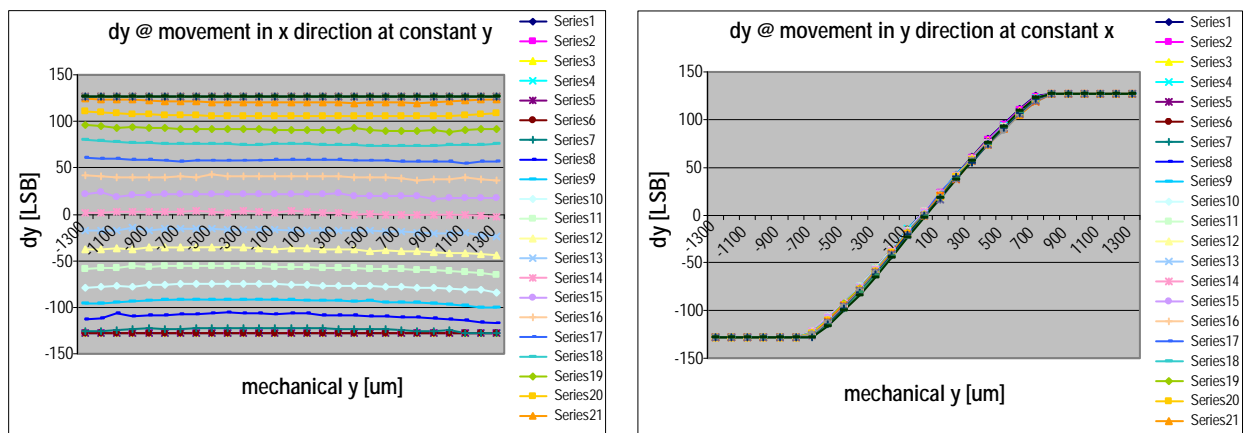 dy @ movement in x direction at constant y
150
100
50
0
-50
-100
-150
dy [LSB]
-1300
-1100
-900
-700
-500
-300
-100
100
300
500
700
900
1100
1300
mechanical y [um]
Series1
Series2
Series3
Series4
Series5
Series6
Series7
Series8
Series9
Series10
Series11
Series12
Series13
Series14
Series15
Series16
Series17
Series18
Series19
Series20
Series21
dy @ movement in y direction at constant x
150
100
50
0
-50
-100
-150
dy [LSB]
-1300
-1100
-900
-700
-500
-300
-100
100
300
500
700
900
1100
1300
mechanical y [um]
Series1
Series2
Series3
Series4
Series5
Series6
Series7
Series8
Series9
Series10
Series11
Series12
Series13
Series14
Series15
Series16
Series17
Series18
Series19
Series20
Series21